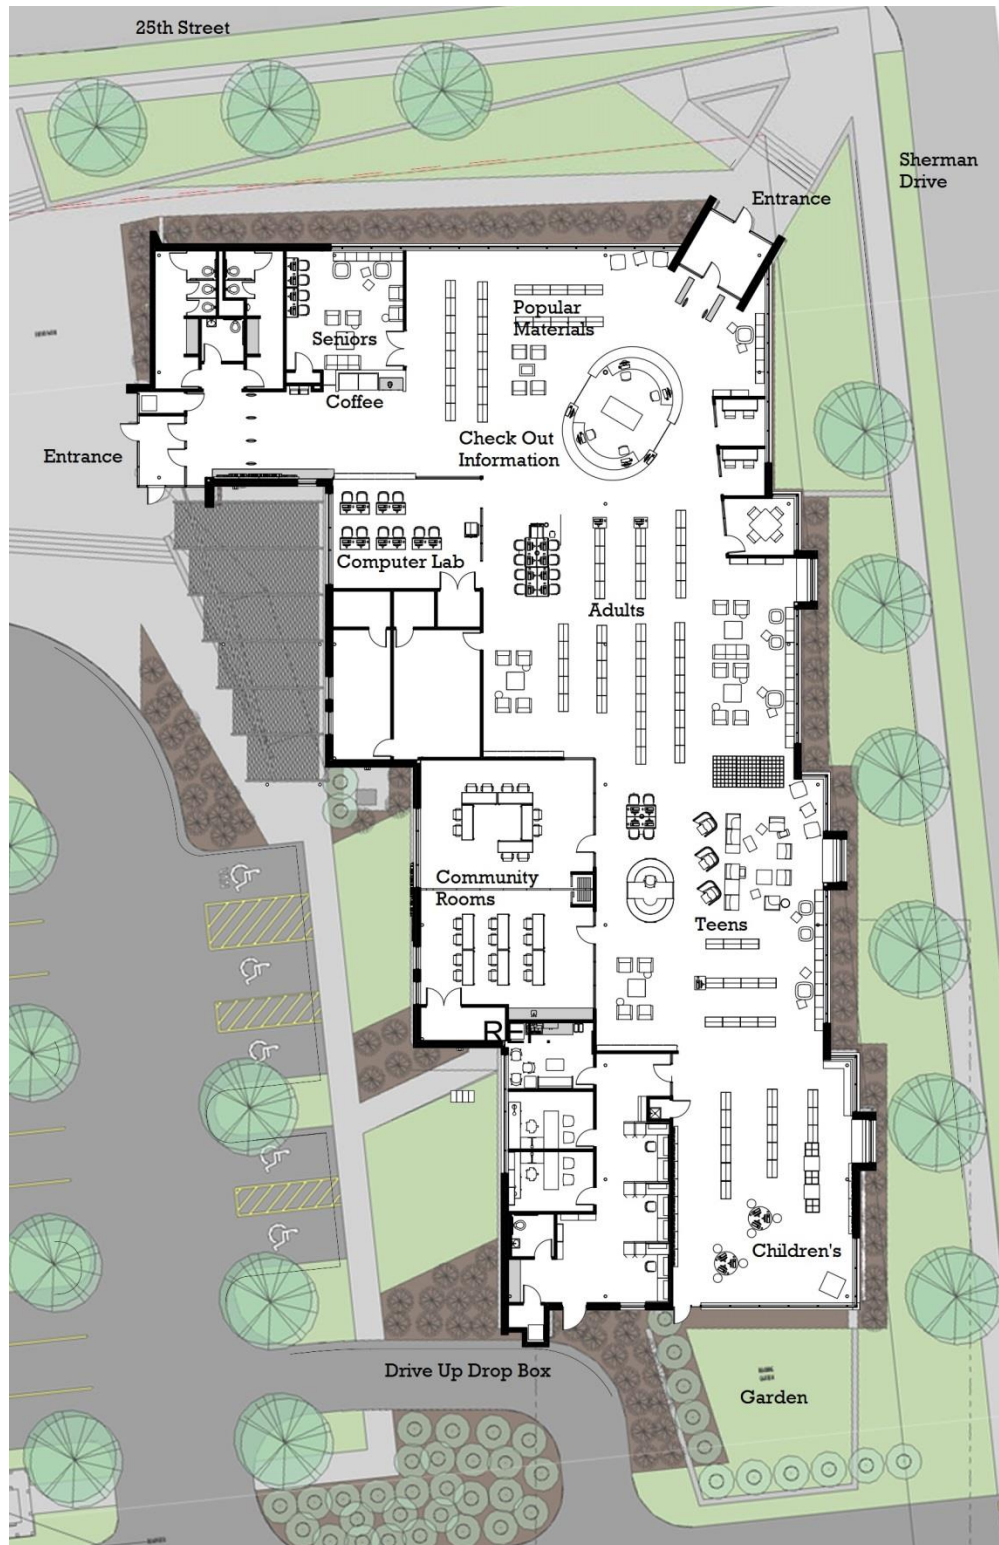 25th Street
Sherman
Drive
Entrance
Popular
Materials
Seniors
Coffee
Check Out
Information
Entrance
Computer Lab
Adults
Community
Rooms
Teens
R E
Children's
Drive Up Drop Box
Garden